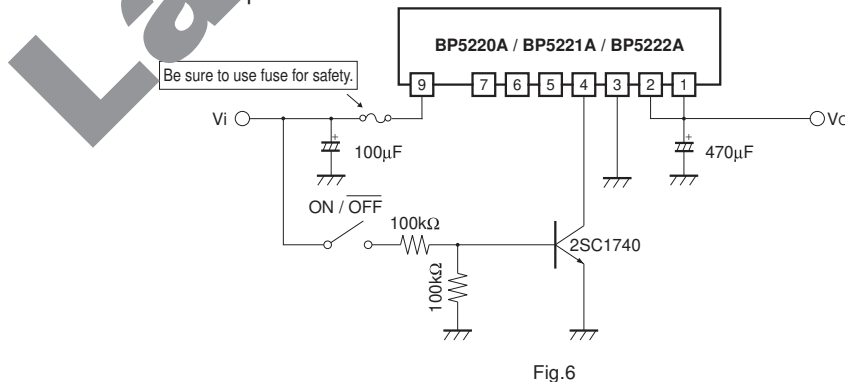 La
BP5220A / BP5221A / BP5222A
Be sure to use fuse for safety.
9 7 6 5 4 3 2 1
Vi
Vo
+
100μF
+
470μF
ON / OFF
100kΩ
2SC1740
100kΩ
Fig.6